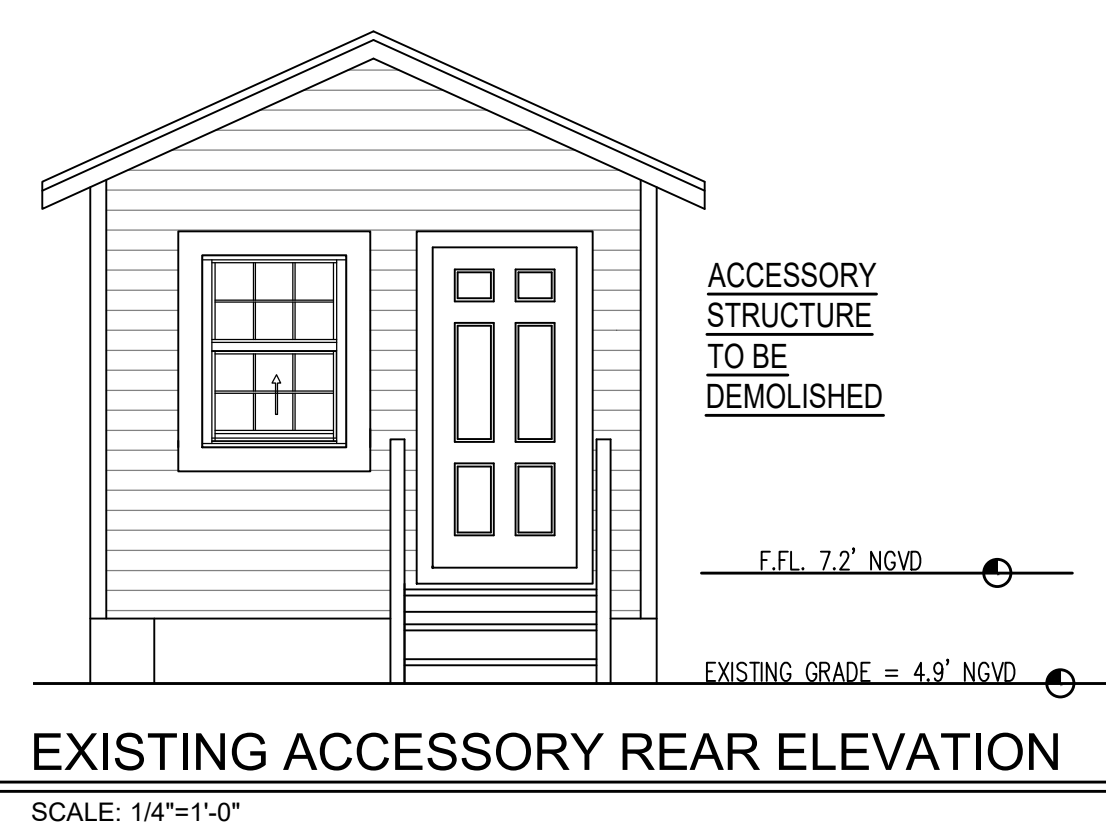 ACCESSORY
STRUCTURE
TO BE
DEMOLISHED
F.FL. 7.2' NGVD
EXISTING GRADE = 4.9' NGVD
EXISTING ACCESSORY REAR ELEVATION
SCALE: 1/4"=1'-0"